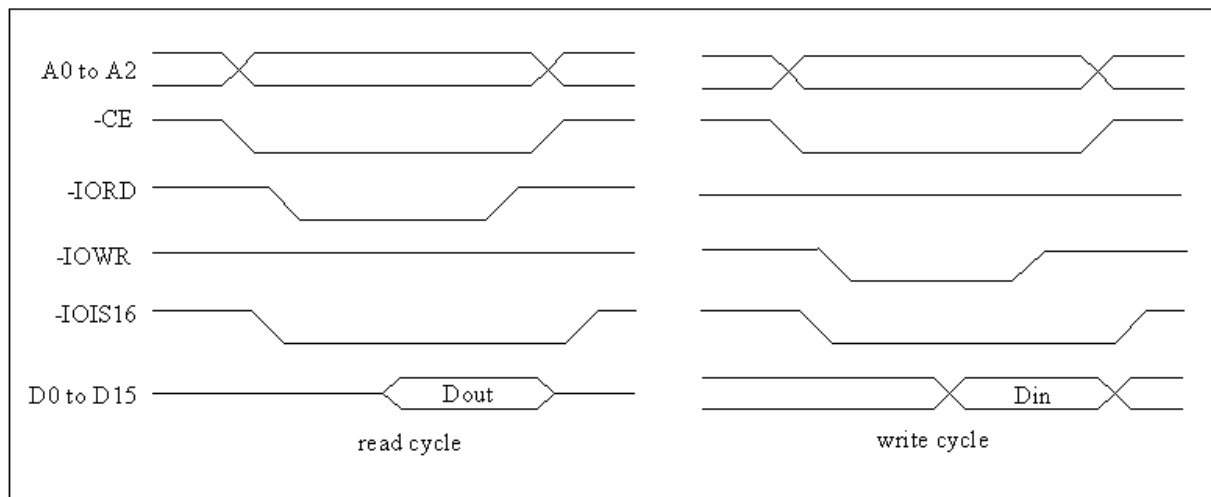 A0 to A2
-CE
-IORD
-IOWR
-IOIS16
D0 to D15
Dout
Din
read cycle
write cycle